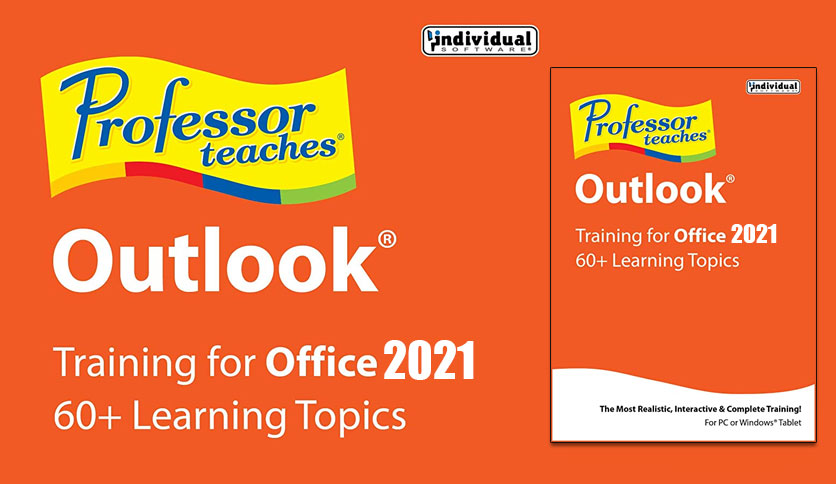 individual
SOFTWARE®
Professor
teaches®
Outlook®
Training for Office 2021
60+ Learning Topics
individual
SOFTWARE
Professor
teaches®
Outlook®
Training for Office 2021
60+ Learning Topics
The Most Realistic, Interactive & Complete Training!
For PC or Windows® Tablet